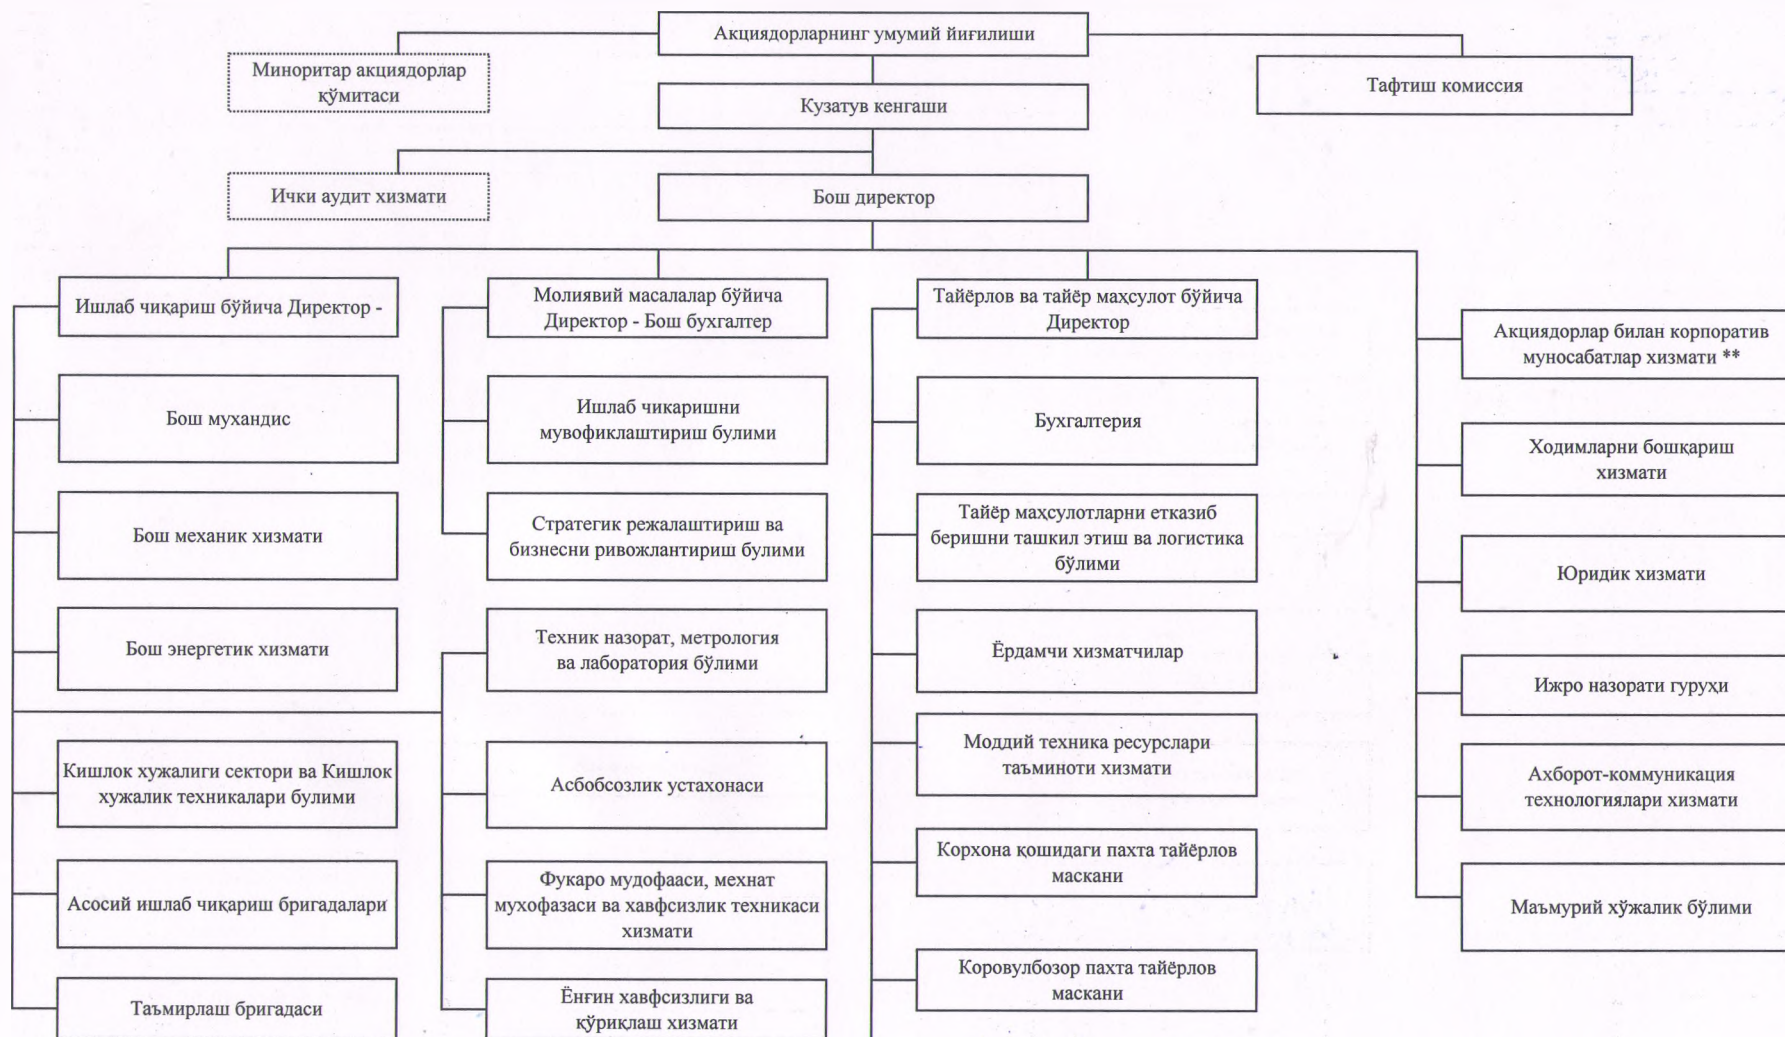 Акциядорларнинг умумий йиғилиши
Миноритар акциядорлар
қўмитаси
Тафтиш комиссия
Кузатув кенгаши
Ички аудит хизмати
Бош директор
Ишлаб чиқариш бўйича Директор -
Молиявий масалалар бўйича
Директор - Бош бухгалтер
Тайёрлов ва тайёр маҳсулот бўйича
Директор
Акциядорлар билан корпоратив
муносабатлар хизмати **
Бош мухандис
Ишлаб чикаришни
мувофиклаштириш булими
Бухгалтерия
Ходимларни бошқариш
хизмати
Бош механик хизмати
Стратегик режалаштириш ва
бизнесни ривожлантириш булими
Тайёр маҳсулотларни етказиб
беришни ташкил этиш ва логистика
бўлими
Юридик хизмати
Бош энергетик хизмати
Техник назорат, метрология
ва лаборатория бўлими
Ёрдамчи хизматчилар
Ижро назорати гуруҳи
Кишлок хужалиги сектори ва Кишлок
хужалик техникалари булими
Асбобсозлик устахонаси
Моддий техника ресурслари
таъминоти хизмати
Ахборот-коммуникация
технологиялари хизмати
Асосий ишлаб чиқариш бригадалари
Фукаро мудофааси, мехнат
мухофазаси ва хавфсизлик техникаси
хизмати
Корхона қошидаги пахта тайёрлов
маскани
Маъмурий хўжалик бўлими
Таъмирлаш бригадаси
Ёнғин хавфсизлиги ва
қўриқлаш хизмати
Коровулбозор пахта тайёрлов
маскани